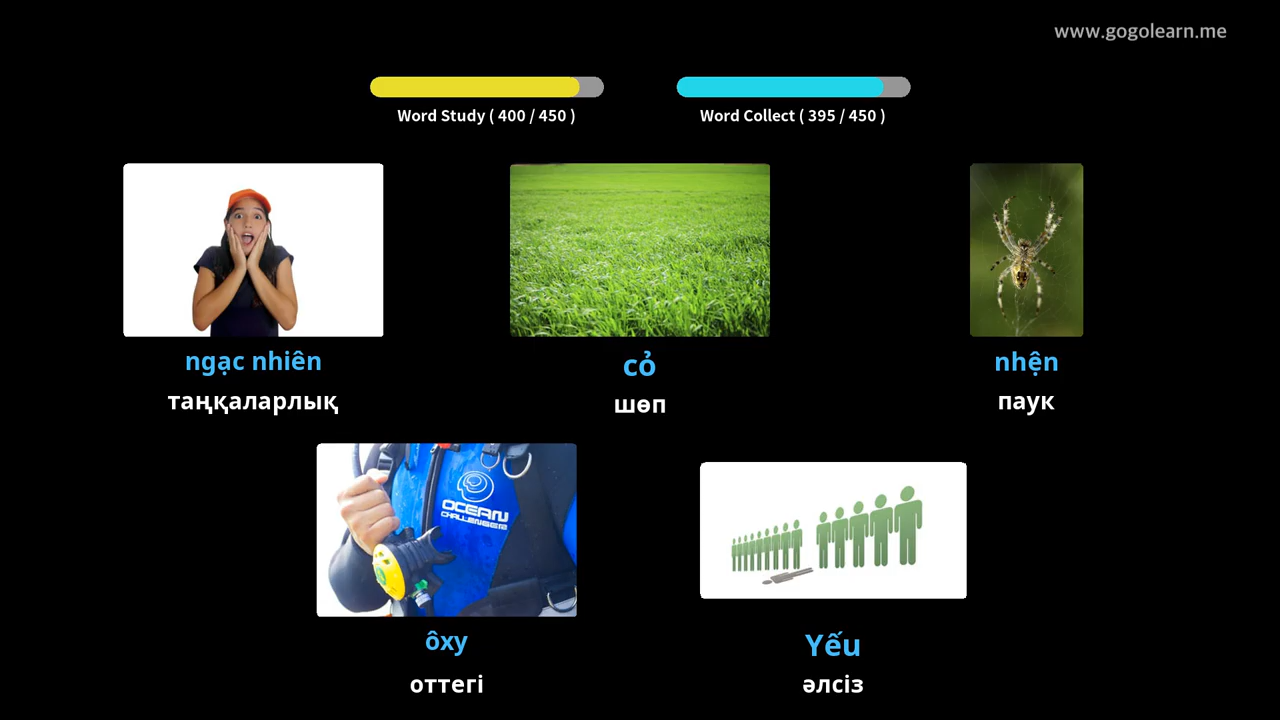 www.gogolearn.me
Word Study ( 400 / 450 )
Word Collect ( 395 / 450 )
ngạc nhiên
таңқаларлық
cỏ
шөп
nhện
паук
OCEAN
CHALLENGER
ôxy
оттегі
Yếu
әлсіз